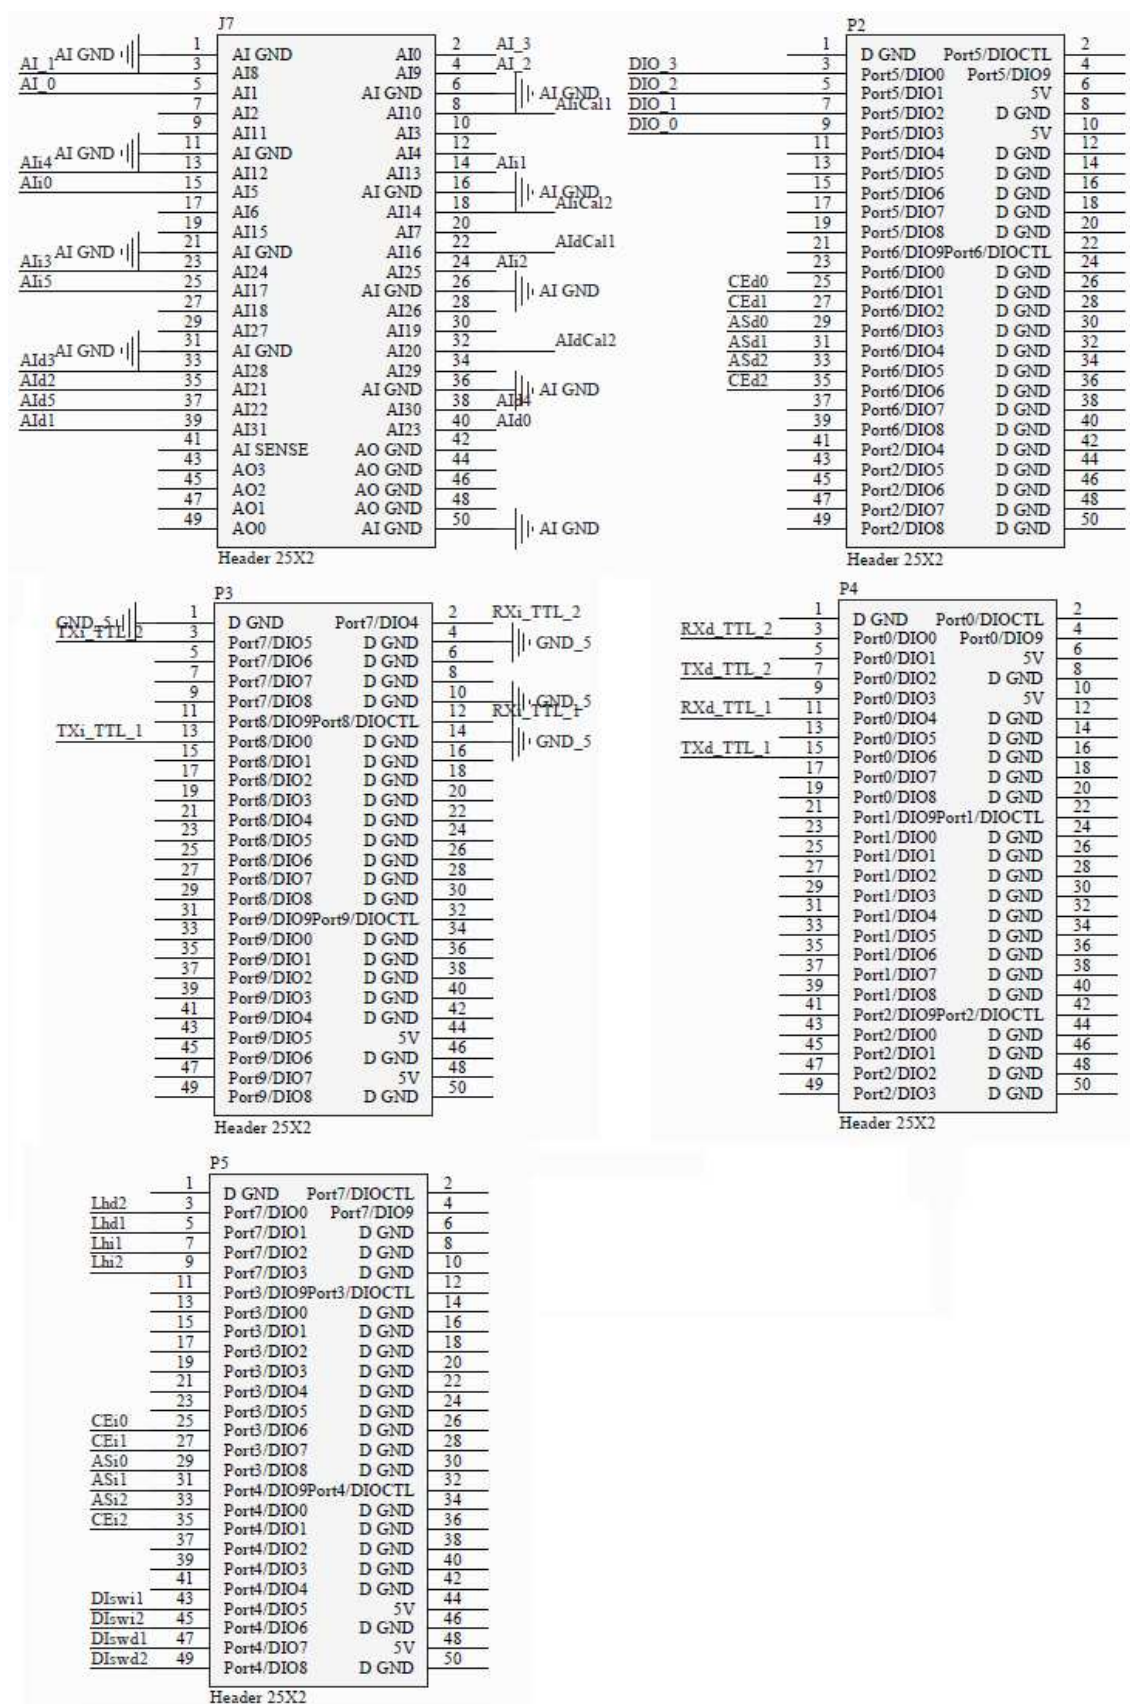 J7
1 AI GND AI0 2 AI_3
AI GND
AI_1 3 AI8 AI9 4 AI_2
AI_0 5 AI1 AI GND 6 AI GND
7 AI2 AI10 8 AIiCal1
9 AI11 AI3 10
11 AI GND AI4 12
AI GND
AIi4 13 AI12 AI13 14 AIi1
AIi0 15 AI5 AI GND 16 AI GND
17 AI6 AI14 18 AIiCal2
19 AI15 AI7 20
21 AI GND AI16 22 AIdCal1
AI GND
AIi3 23 AI24 AI25 24 AIi2
AIi5 25 AI17 AI GND 26 AI GND
27 AI18 AI26 28
29 AI27 AI19 30
31 AI GND AI20 32 AIdCal2
AI GND
AId3 33 AI28 AI29 34
AId2 35 AI21 AI GND 36 AI GND
AId5 37 AI22 AI30 38 AId4
AId1 39 AI31 AI23 40 AId0
41 AI SENSE AO GND 42
43 AO3 AO GND 44
45 AO2 AO GND 46
47 AO1 AO GND 48
49 AO0 AI GND 50 AI GND
Header 25X2
P2
1 D GND Port5/DIOCTL 2
DIO_3 3 Port5/DIO0 Port5/DIO9 4
DIO_2 5 Port5/DIO1 5V 6
DIO_1 7 Port5/DIO2 D GND 8
DIO_0 9 Port5/DIO3 5V 10
11 Port5/DIO4 D GND 12
13 Port5/DIO5 D GND 14
15 Port5/DIO6 D GND 16
17 Port5/DIO7 D GND 18
19 Port5/DIO8 D GND 20
21 Port6/DIO9Port6/DIOCTL 22
23 Port6/DIO0 D GND 24
CEd0 25 Port6/DIO1 D GND 26
CEd1 27 Port6/DIO2 D GND 28
ASd0 29 Port6/DIO3 D GND 30
ASd1 31 Port6/DIO4 D GND 32
ASd2 33 Port6/DIO5 D GND 34
CEd2 35 Port6/DIO6 D GND 36
37 Port6/DIO7 D GND 38
39 Port6/DIO8 D GND 40
41 Port2/DIO4 D GND 42
43 Port2/DIO5 D GND 44
45 Port2/DIO6 D GND 46
47 Port2/DIO7 D GND 48
49 Port2/DIO8 D GND 50
Header 25X2
P3
GND_5 1 D GND Port7/DIO4 2 RXi_TTL_2
TXi_TTL_2 3 Port7/DIO5 D GND 4 GND_5
5 Port7/DIO6 D GND 6
7 Port7/DIO7 D GND 8
9 Port7/DIO8 D GND 10 GND_5
11 Port8/DIO9Port8/DIOCTL 12 RXi_TTL_1
TXi_TTL_1 13 Port8/DIO0 D GND 14 GND_5
15 Port8/DIO1 D GND 16
17 Port8/DIO2 D GND 18
19 Port8/DIO3 D GND 20
21 Port8/DIO4 D GND 22
23 Port8/DIO5 D GND 24
25 Port8/DIO6 D GND 26
27 Port8/DIO7 D GND 28
29 Port8/DIO8 D GND 30
31 Port9/DIO9Port9/DIOCTL 32
33 Port9/DIO0 D GND 34
35 Port9/DIO1 D GND 36
37 Port9/DIO2 D GND 38
39 Port9/DIO3 D GND 40
41 Port9/DIO4 D GND 42
43 Port9/DIO5 5V 44
45 Port9/DIO6 D GND 46
47 Port9/DIO7 5V 48
49 Port9/DIO8 D GND 50
Header 25X2
P4
1 D GND Port0/DIOCTL 2
RXd_TTL_2 3 Port0/DIO0 Port0/DIO9 4
5 Port0/DIO1 5V 6
TXd_TTL_2 7 Port0/DIO2 D GND 8
9 Port0/DIO3 5V 10
RXd_TTL_1 11 Port0/DIO4 D GND 12
13 Port0/DIO5 D GND 14
TXd_TTL_1 15 Port0/DIO6 D GND 16
17 Port0/DIO7 D GND 18
19 Port0/DIO8 D GND 20
21 Port1/DIO9Port1/DIOCTL 22
23 Port1/DIO0 D GND 24
25 Port1/DIO1 D GND 26
27 Port1/DIO2 D GND 28
29 Port1/DIO3 D GND 30
31 Port1/DIO4 D GND 32
33 Port1/DIO5 D GND 34
35 Port1/DIO6 D GND 36
37 Port1/DIO7 D GND 38
39 Port1/DIO8 D GND 40
41 Port2/DIO9Port2/DIOCTL 42
43 Port2/DIO0 D GND 44
45 Port2/DIO1 D GND 46
47 Port2/DIO2 D GND 48
49 Port2/DIO3 D GND 50
Header 25X2
P5
1 D GND Port7/DIOCTL 2
Lhd2 3 Port7/DIO0 Port7/DIO9 4
Lhd1 5 Port7/DIO1 D GND 6
Lhi1 7 Port7/DIO2 D GND 8
Lhi2 9 Port7/DIO3 D GND 10
11 Port3/DIO9Port3/DIOCTL 12
13 Port3/DIO0 D GND 14
15 Port3/DIO1 D GND 16
17 Port3/DIO2 D GND 18
19 Port3/DIO3 D GND 20
21 Port3/DIO4 D GND 22
23 Port3/DIO5 D GND 24
CEi0 25 Port3/DIO6 D GND 26
CEi1 27 Port3/DIO7 D GND 28
ASi0 29 Port3/DIO8 D GND 30
ASi1 31 Port4/DIO9Port4/DIOCTL 32
ASi2 33 Port4/DIO0 D GND 34
CEi2 35 Port4/DIO1 D GND 36
37 Port4/DIO2 D GND 38
39 Port4/DIO3 D GND 40
41 Port4/DIO4 D GND 42
DIswi1 43 Port4/DIO5 5V 44
DIswi2 45 Port4/DIO6 D GND 46
DIswd1 47 Port4/DIO7 5V 48
DIswd2 49 Port4/DIO8 D GND 50
Header 25X2